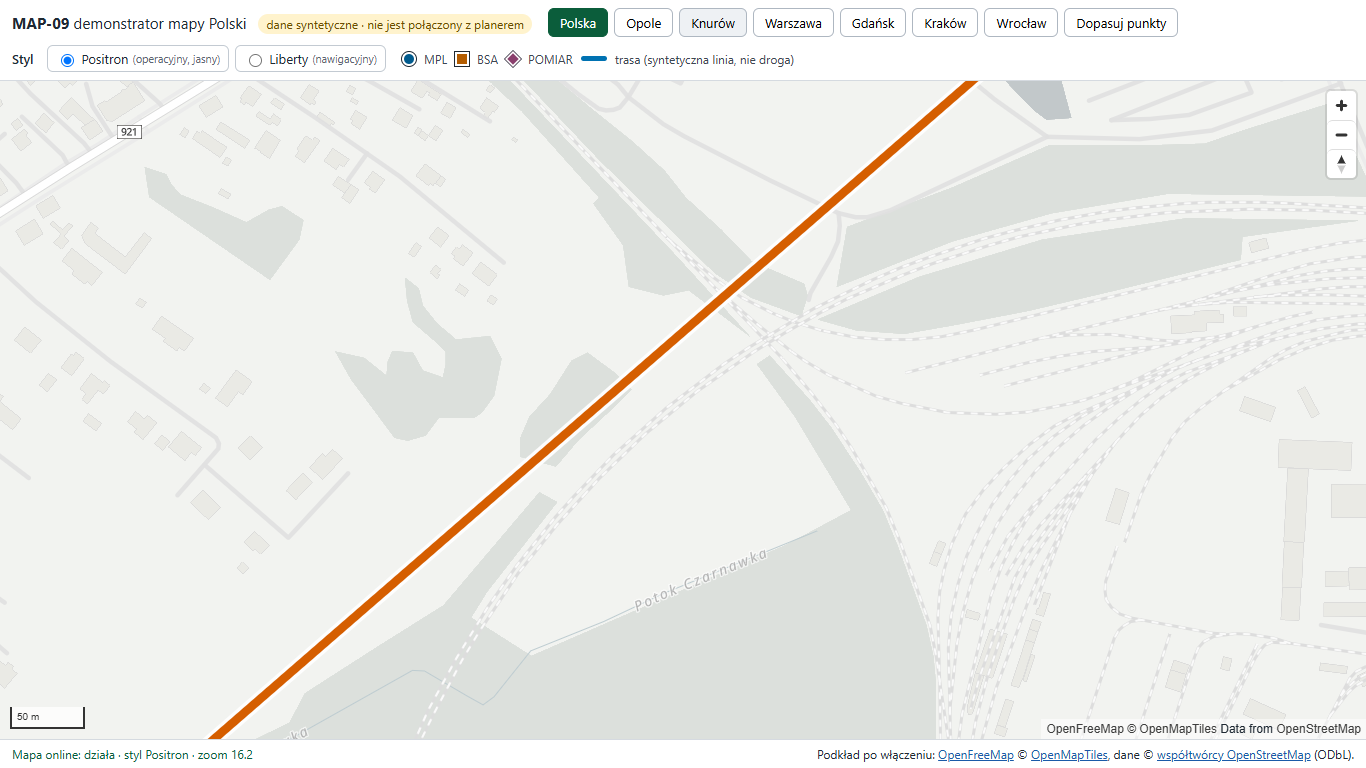 MAP-09 demonstrator mapy Polski
dane syntetyczne · nie jest połączony z planerem
Polska
Opole
Knurów
Warszawa
Gdańsk
Kraków
Wrocław
Dopasuj punkty
Styl
Positron (operacyjny, jasny)
Liberty (nawigacyjny)
MPL
BSA
POMIAR
trasa (syntetyczna linia, nie droga)
921
Potok Czarnawka
ka
50 m
OpenFreeMap © OpenMapTiles Data from OpenStreetMap
Mapa online: działa · styl Positron · zoom 16.2
Podkład po włączeniu: OpenFreeMap © OpenMapTiles, dane © współtwórcy OpenStreetMap (ODbL).